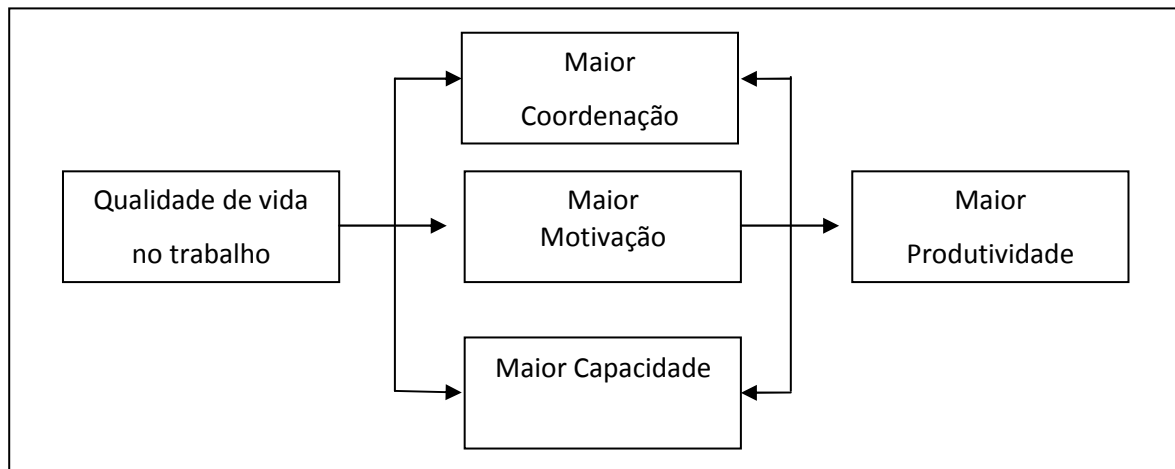 Maior
Coordenação
Qualidade de vida
no trabalho
Maior
Motivação
Maior
Produtividade
Maior Capacidade